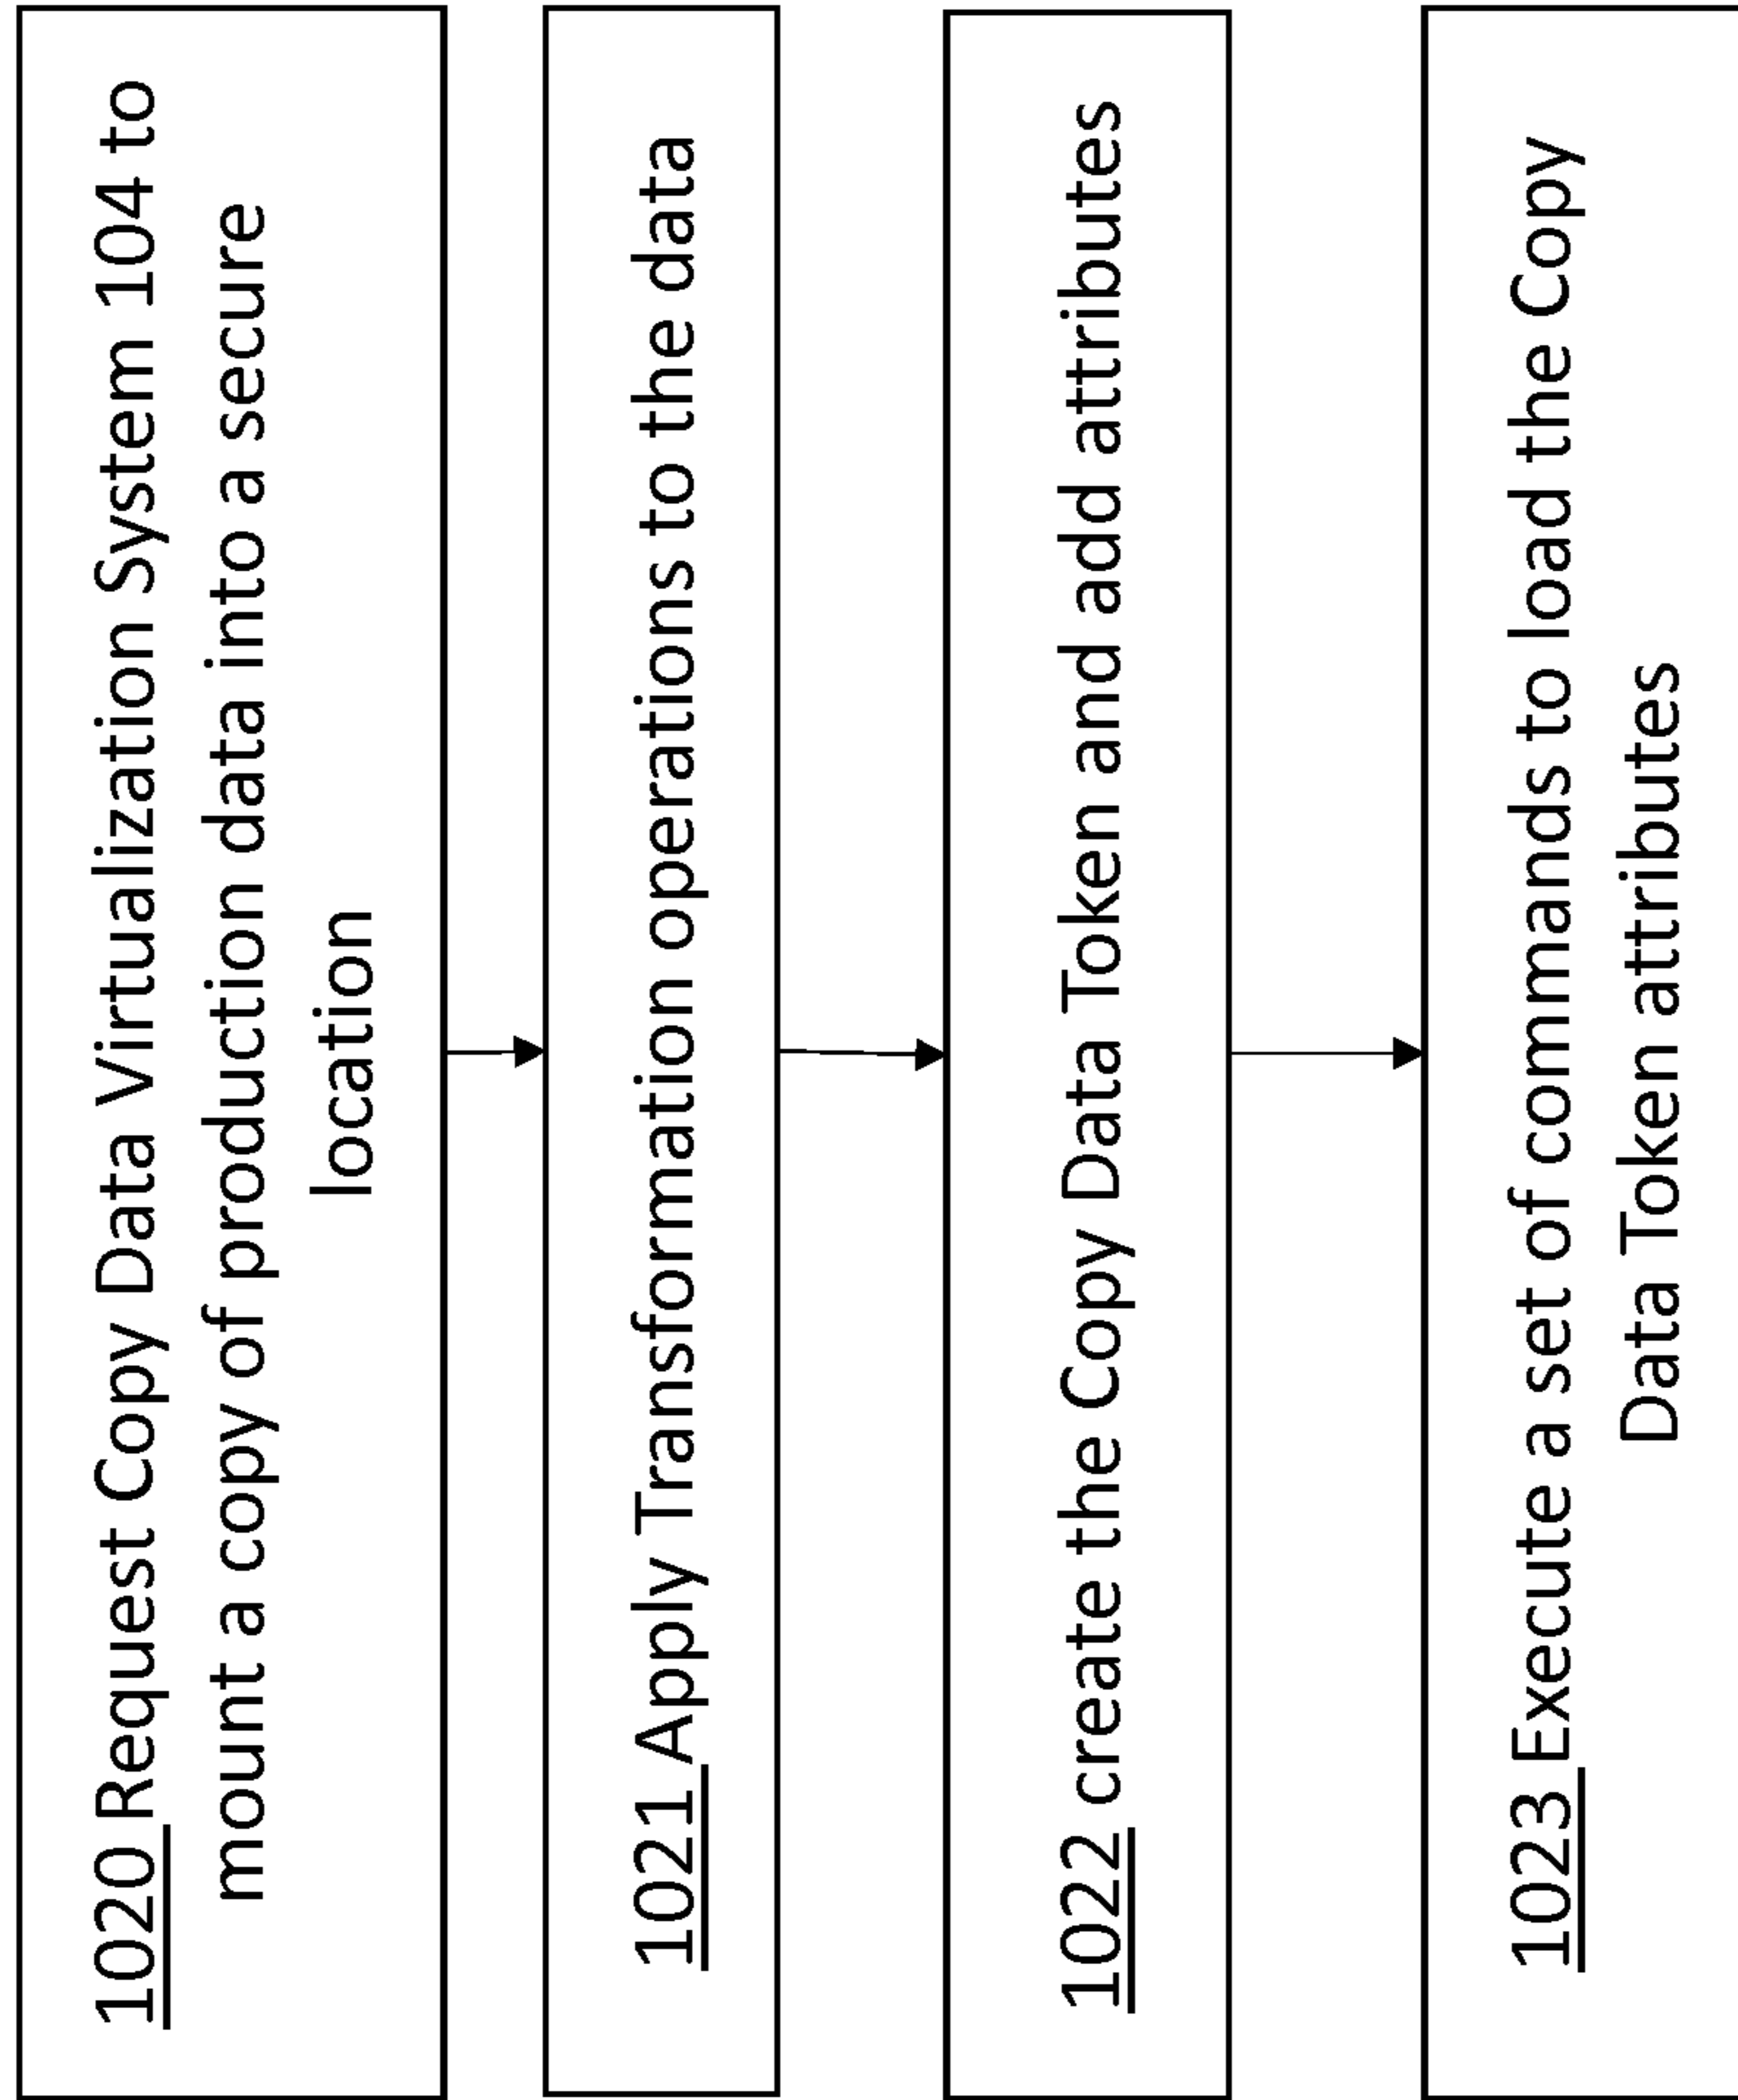 1020 Request Copy Data Virtualization System 104 to
mount a copy of production data into a secure
location
1021 Apply Transformation operations to the data
1022 create the Copy Data Token and add attributes
1023 Execute a set of commands to load the Copy
Data Token attributes